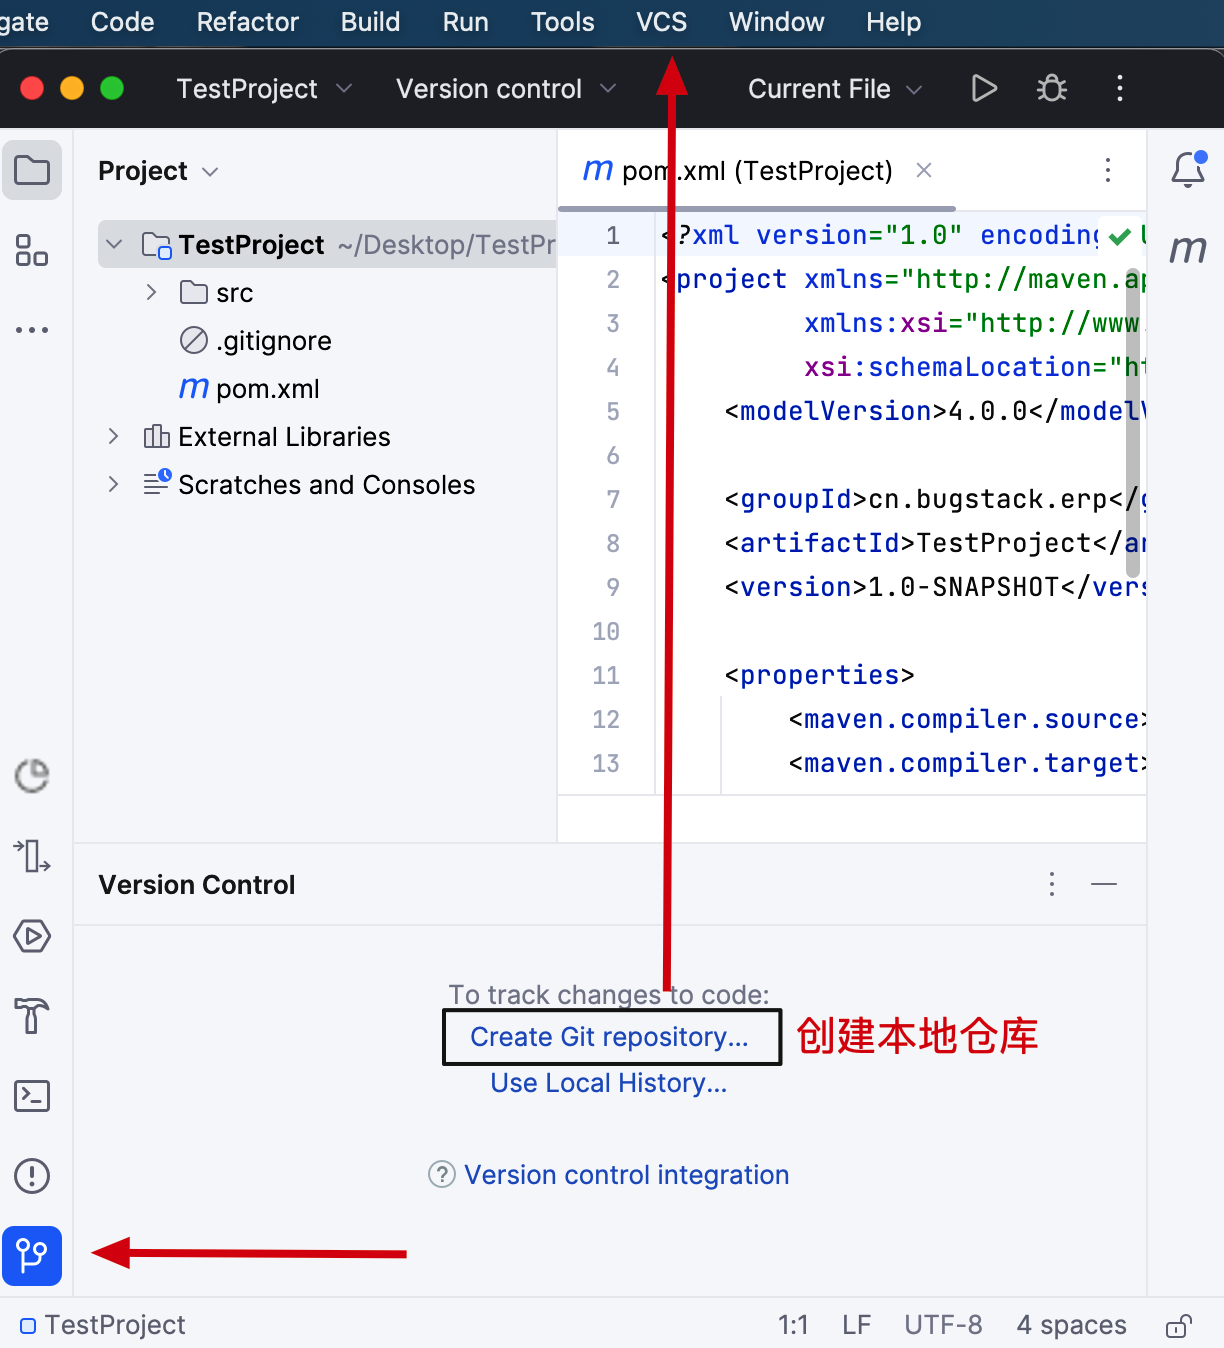 gate Code Refactor Build Run Tools VCS Window Help
TestProject Version control Current File
Project
m pom.xml (TestProject)
TestProject ~/Desktop/TestPr
src
.gitignore
m pom.xml
External Libraries
Scratches and Consoles
m
1 <?xml version="1.0" encoding
2 <project xmlns="http://maven.ap
3 xmlns:xsi="http://www.
4 xsi:schemaLocation="ht
5 <modelVersion>4.0.0</modelV
6
7 <groupId>cn.bugstack.erp</g
8 <artifactId>TestProject</ar
9 <version>1.0-SNAPSHOT</vers
10
11 <properties>
12 <maven.compiler.source>
13 <maven.compiler.target>
Version Control
To track changes to code:
Create Git repository... 创建本地仓库
Use Local History...
? Version control integration
TestProject 1:1 LF UTF-8 4 spaces